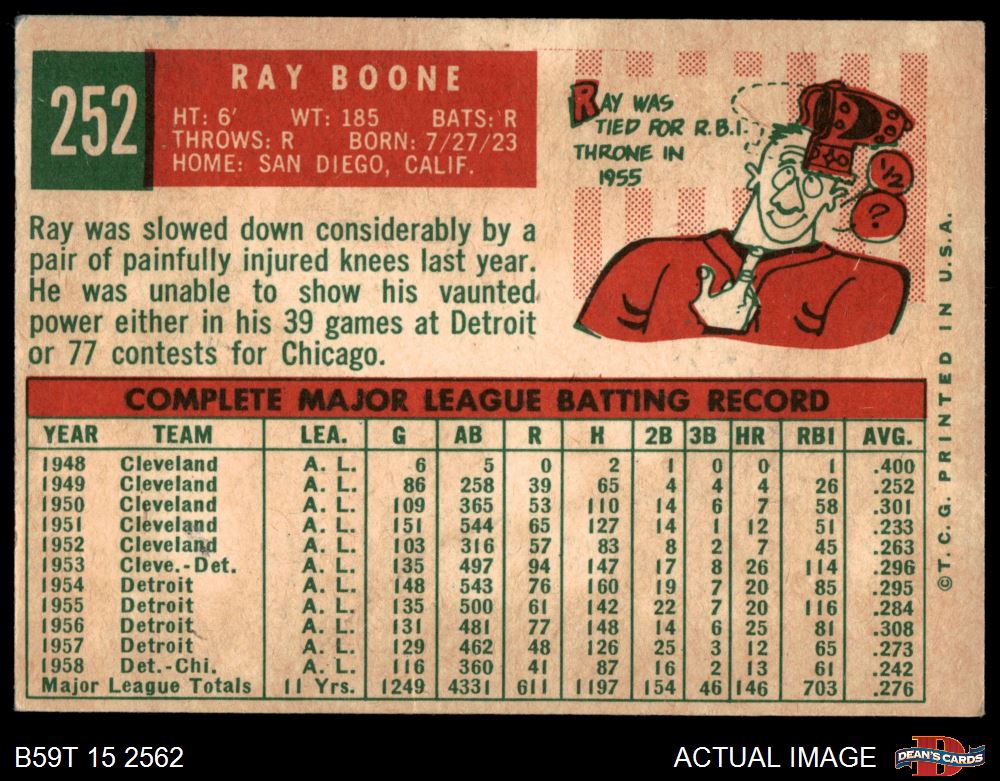 252
RAY BOONE
HT: 6' WT: 185 BATS: R
THROWS: R BORN: 7/27/23
HOME: SAN DIEGO, CALIF.
RAY WAS
TIED FOR R.B.I.
THRONE IN
1955
1/2
?
Ray was slowed down considerably by a
pair of painfully injured knees last year.
He was unable to show his vaunted
power either in his 39 games at Detroit
or 77 contests for Chicago.
COMPLETE MAJOR LEAGUE BATTING RECORD
YEAR TEAM LEA. G AB R H 2B 3B HR RBI AVG.
1948 Cleveland A. L. 6 5 0 2 1 0 0 1 .400
1949 Cleveland A. L. 86 258 39 65 4 4 4 26 .252
1950 Cleveland A. L. 109 365 53 110 14 6 7 58 .301
1951 Cleveland A. L. 151 544 65 127 14 1 12 51 .233
1952 Cleveland A. L. 103 316 57 83 8 2 7 45 .263
1953 Cleve.-Det. A. L. 135 497 94 147 17 8 26 114 .296
1954 Detroit A. L. 148 543 76 160 19 7 20 85 .295
1955 Detroit A. L. 135 500 61 142 22 7 20 116 .284
1956 Detroit A. L. 131 481 77 148 14 6 25 81 .308
1957 Detroit A. L. 129 462 48 126 25 3 12 65 .273
1958 Det.-Chi. A. L. 116 360 41 87 16 2 13 61 .242
Major League Totals 11 Yrs. 1249 4331 611 1197 154 46 146 703 .276
© T. C. G. PRINTED IN U.S.A.
B59T 15 2562
ACTUAL IMAGE
DEAN'S CARDS